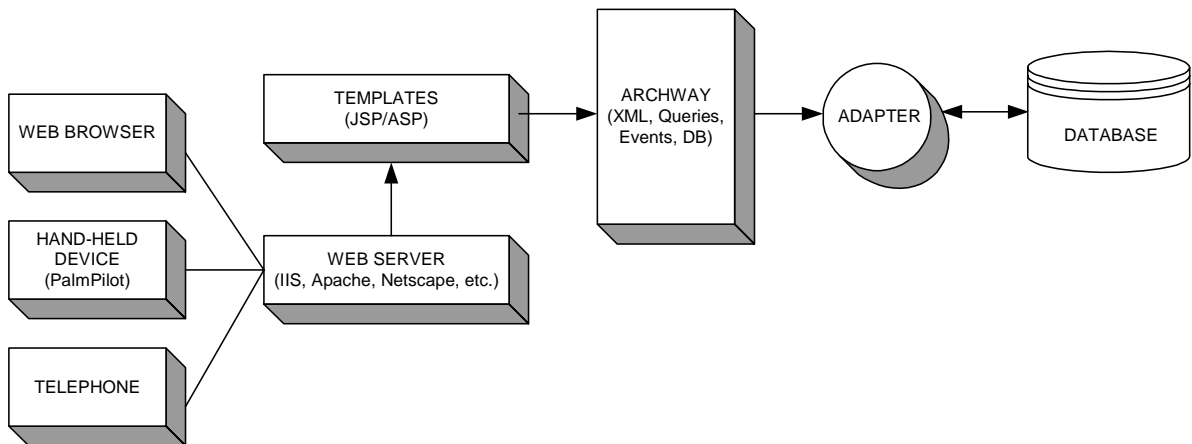 WEB BROWSER
HAND-HELD
DEVICE
(PalmPilot)
TELEPHONE
TEMPLATES
(JSP/ASP)
WEB SERVER
(IIS, Apache, Netscape, etc.)
ARCHWAY
(XML, Queries,
Events, DB)
ADAPTER
DATABASE